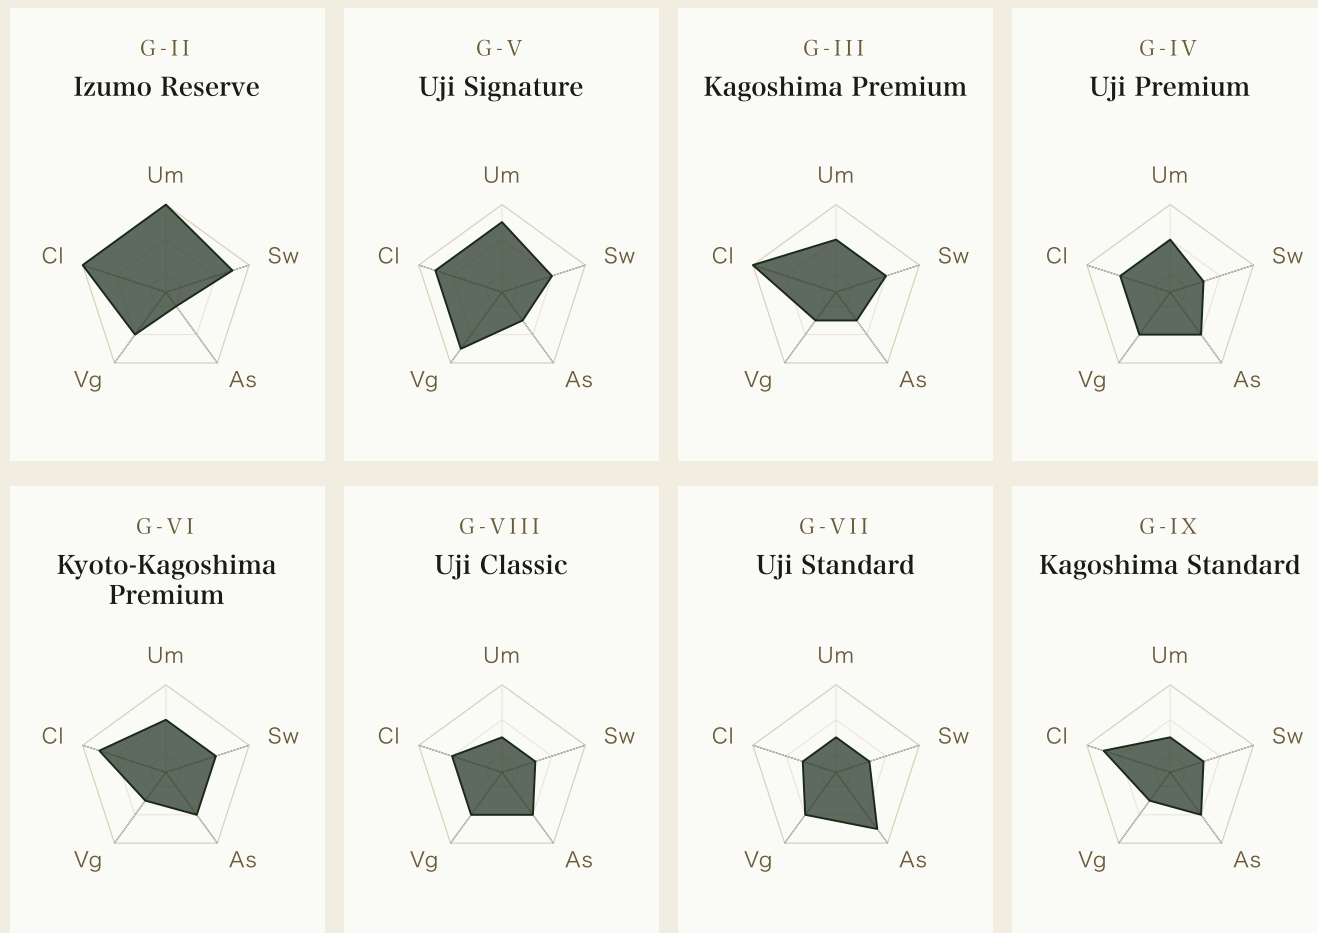 G-II
Izumo Reserve
Um
Cl
Sw
Vg
As
G-V
Uji Signature
Um
Cl
Sw
Vg
As
G-III
Kagoshima Premium
Um
Cl
Sw
Vg
As
G-IV
Uji Premium
Um
Cl
Sw
Vg
As
G-VI
Kyoto-Kagoshima
Premium
Um
Cl
Sw
Vg
As
G-VIII
Uji Classic
Um
Cl
Sw
Vg
As
G-VII
Uji Standard
Um
Cl
Sw
Vg
As
G-IX
Kagoshima Standard
Um
Cl
Sw
Vg
As